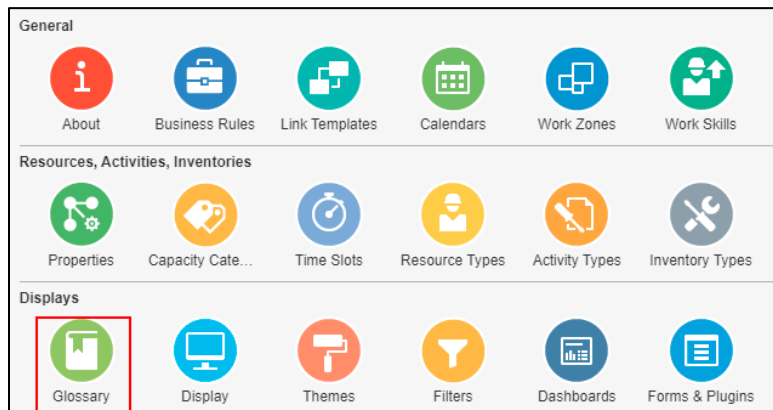 General
About Business Rules Link Templates Calendars Work Zones Work Skills
Resources, Activities, Inventories
Properties Capacity Cate... Time Slots Resource Types Activity Types Inventory Types
Displays
Glossary Display Themes Filters Dashboards Forms & Plugins